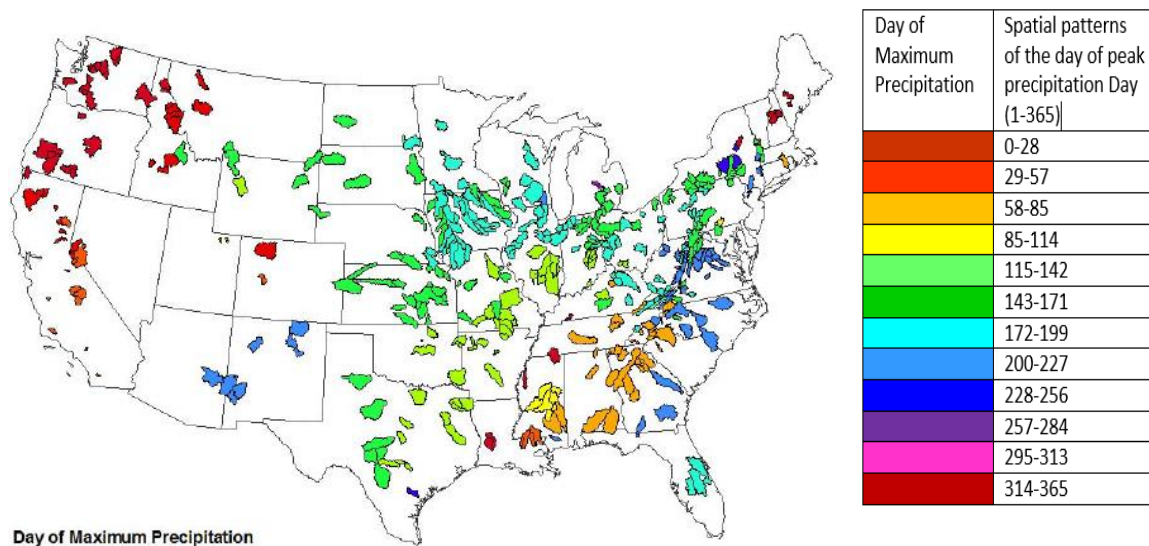 Day of Maximum Precipitation
Day of
Maximum
Precipitation
Spatial patterns
of the day of peak
precipitation Day
(1-365)
0-28
29-57
58-85
85-114
115-142
143-171
172-199
200-227
228-256
257-284
295-313
314-365